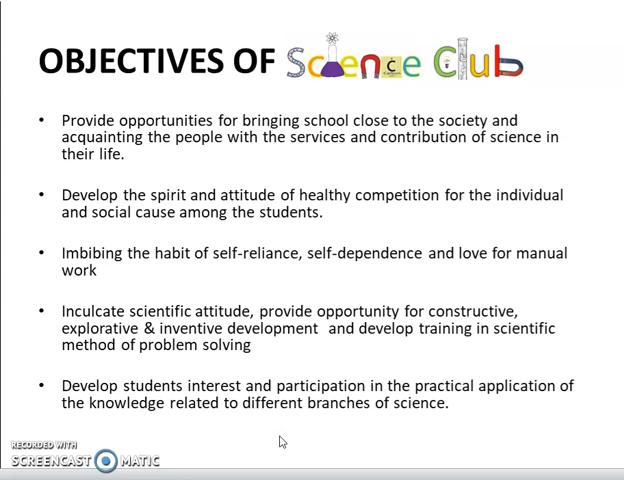 OBJECTIVES OF Science Club
• Provide opportunities for bringing school close to the society and
acquainting the people with the services and contribution of science in
their life.
• Develop the spirit and attitude of healthy competition for the individual
and social cause among the students.
• Imbibing the habit of self-reliance, self-dependence and love for manual
work
• Inculcate scientific attitude, provide opportunity for constructive,
explorative & inventive development and develop training in scientific
method of problem solving
• Develop students interest and participation in the practical application of
the knowledge related to different branches of science.
RECORDED WITH
SCREENCAST MATIC